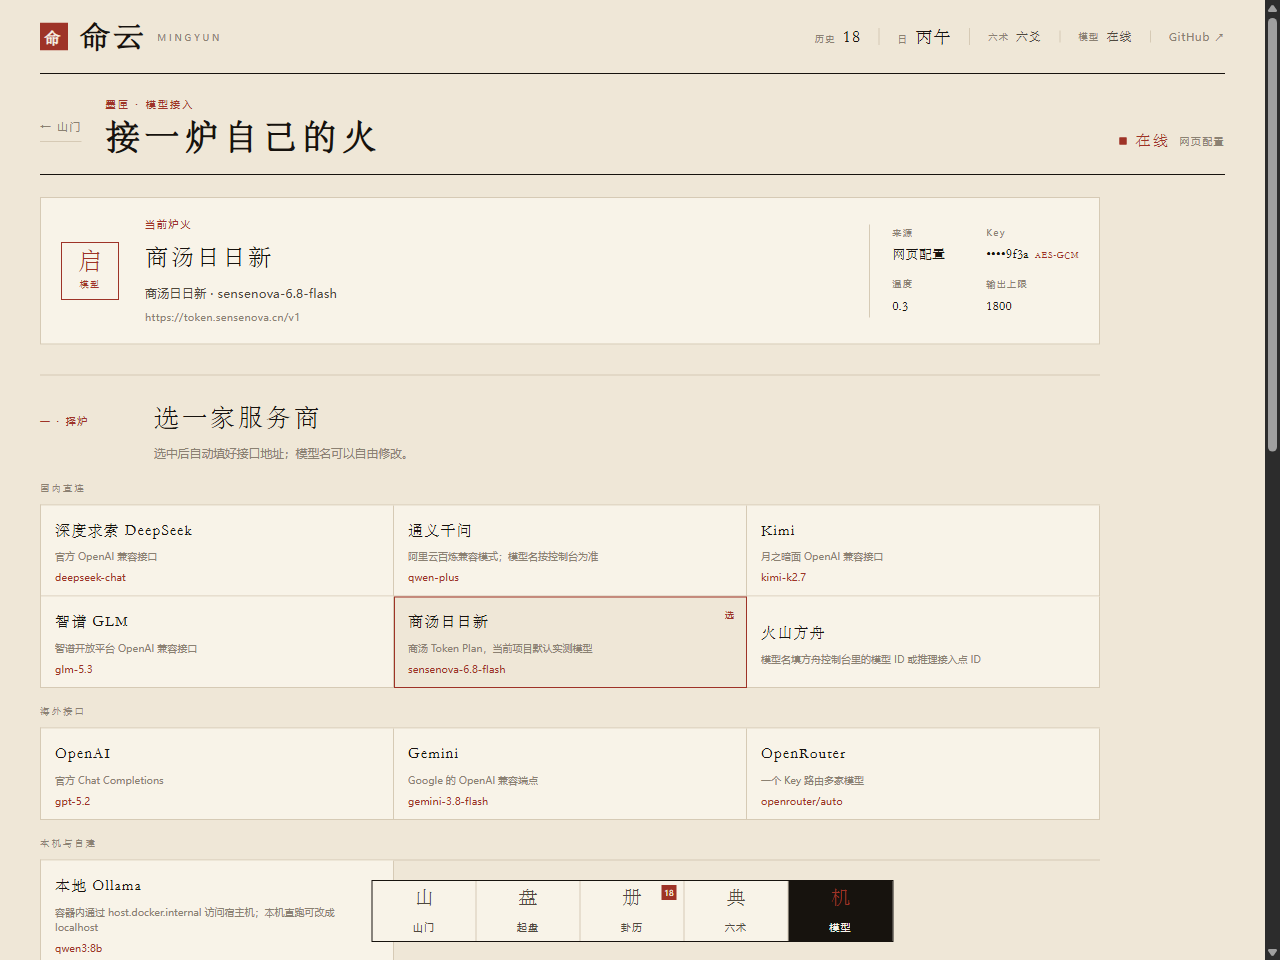 命 命云 MINGYUN
历史 18 日 丙午 六术 六爻 模型 在线 GitHub ↗
← 山门
墨匣 · 模型接入
接一炉自己的火
在线 网页配置
启
模型
当前炉火
商汤日日新
商汤日日新 · sensenova-6.8-flash
https://token.sensenova.cn/v1
来源 Key
网页配置 ••••9f3a AES-GCM
温度 输出上限
0.3 1800
一 · 择炉
选一家服务商
选中后自动填好接口地址；模型名可以自由修改。
国内直连
深度求索 DeepSeek
官方 OpenAI 兼容接口
deepseek-chat
通义千问
阿里云百炼兼容模式；模型名按控制台为准
qwen-plus
Kimi
月之暗面 OpenAI 兼容接口
kimi-k2.7
智谱 GLM
智谱开放平台 OpenAI 兼容接口
glm-5.3
商汤日日新 选
商汤 Token Plan，当前项目默认实测模型
sensenova-6.8-flash
火山方舟
模型名填方舟控制台里的模型 ID 或推理接入点 ID
海外接口
OpenAI
官方 Chat Completions
gpt-5.2
Gemini
Google 的 OpenAI 兼容端点
gemini-3.8-flash
OpenRouter
一个 Key 路由多家模型
openrouter/auto
本机与自建
本地 Ollama
容器内通过 host.docker.internal 访问宿主机；本机直跑可改成
localhost
qwen3:8b
山
山门
盘
起盘
册 18
卦历
典
六术
机
模型